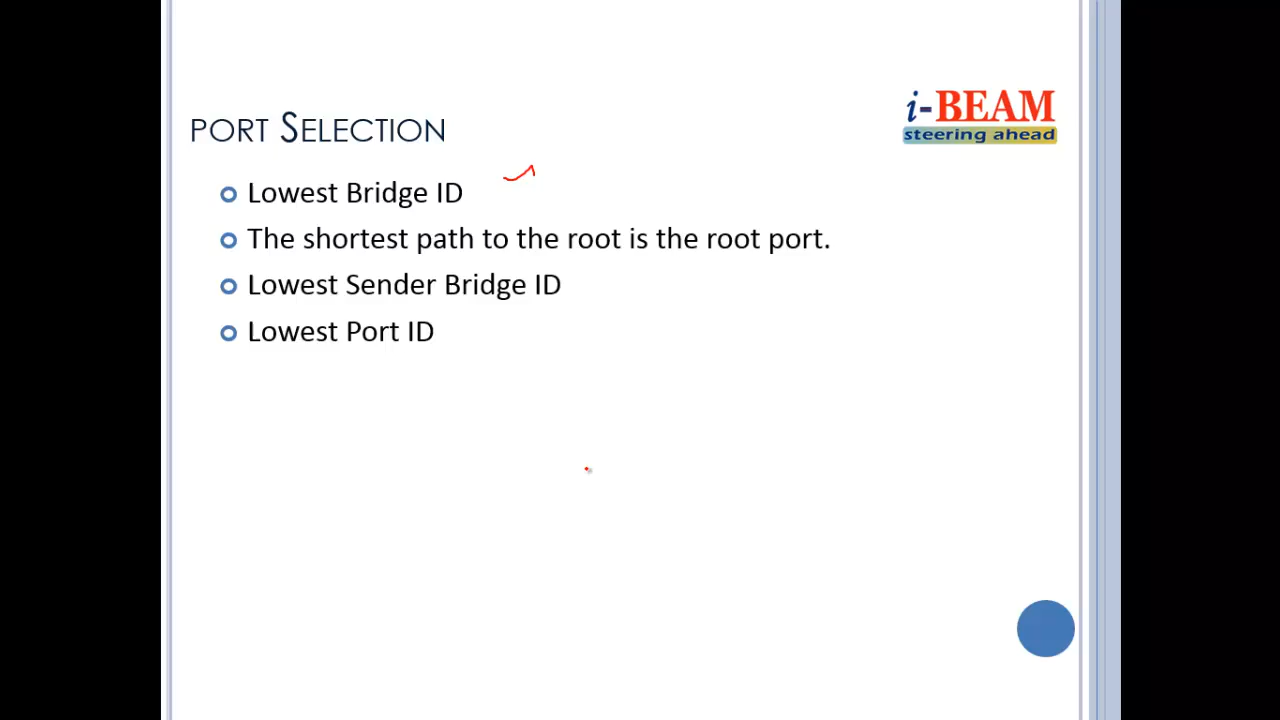 PORT SELECTION
i-BEAM
steering ahead
Lowest Bridge ID
The shortest path to the root is the root port.
Lowest Sender Bridge ID
Lowest Port ID